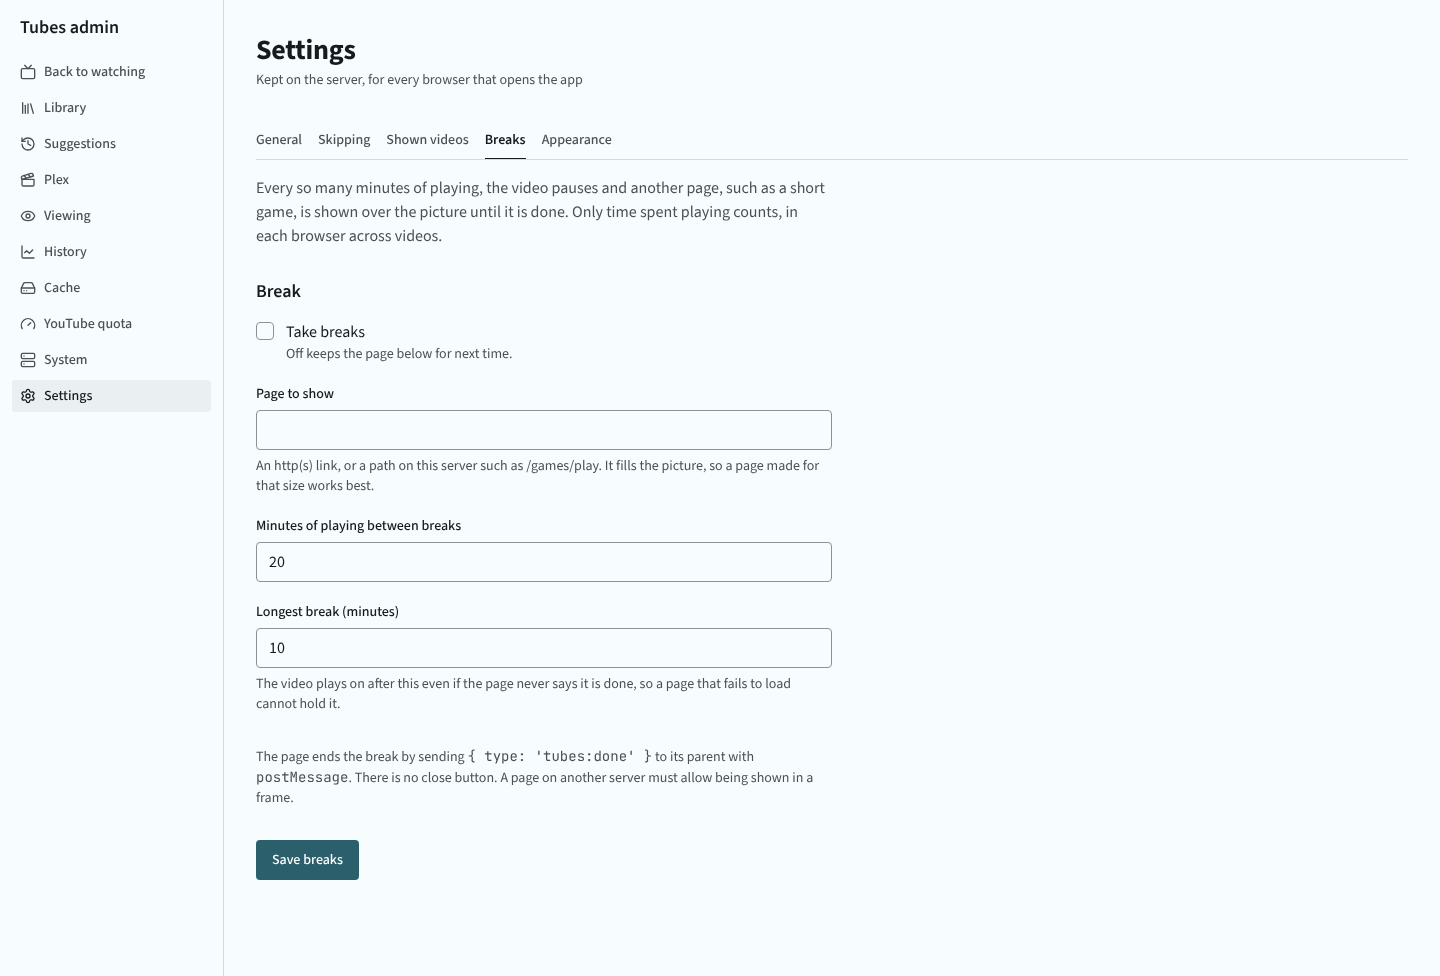 Tubes admin
Back to watching
Library
Suggestions
Plex
Viewing
History
Cache
YouTube quota
System
Settings
Settings
Kept on the server, for every browser that opens the app
General
Skipping
Shown videos
Breaks
Appearance
Every so many minutes of playing, the video pauses and another page, such as a short
game, is shown over the picture until it is done. Only time spent playing counts, in
each browser across videos.
Break
Take breaks
Off keeps the page below for next time.
Page to show
An http(s) link, or a path on this server such as /games/play. It fills the picture, so a page made for
that size works best.
Minutes of playing between breaks
20
Longest break (minutes)
10
The video plays on after this even if the page never says it is done, so a page that fails to load
cannot hold it.
The page ends the break by sending { type: 'tubes:done' } to its parent with
postMessage. There is no close button. A page on another server must allow being shown in a
frame.
Save breaks